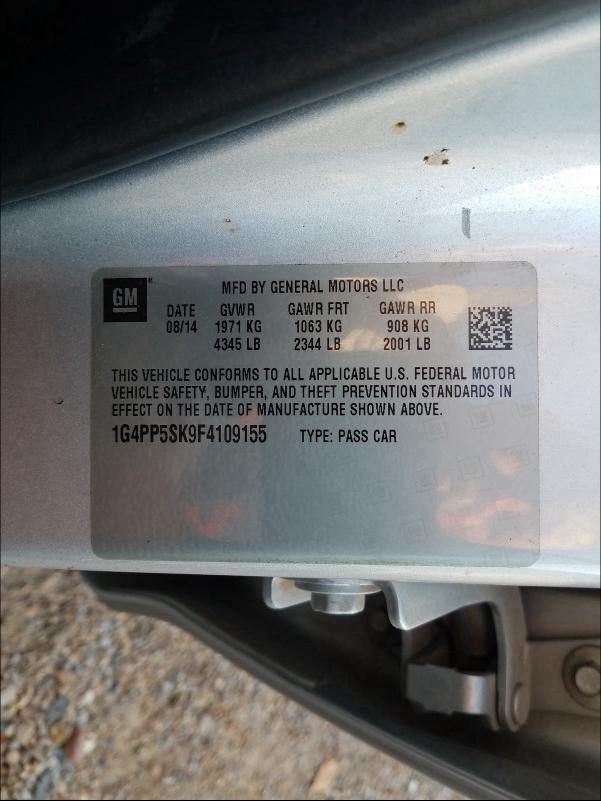 GM
MFD BY GENERAL MOTORS LLC
DATE GVWR GAWR FRT GAWR RR
08/14 1971 KG 1063 KG 908 KG
4345 LB 2344 LB 2001 LB
THIS VEHICLE CONFORMS TO ALL APPLICABLE U.S. FEDERAL MOTOR
VEHICLE SAFETY, BUMPER, AND THEFT PREVENTION STANDARDS IN
EFFECT ON THE DATE OF MANUFACTURE SHOWN ABOVE.
1G4PP5SK9F4109155 TYPE: PASS CAR